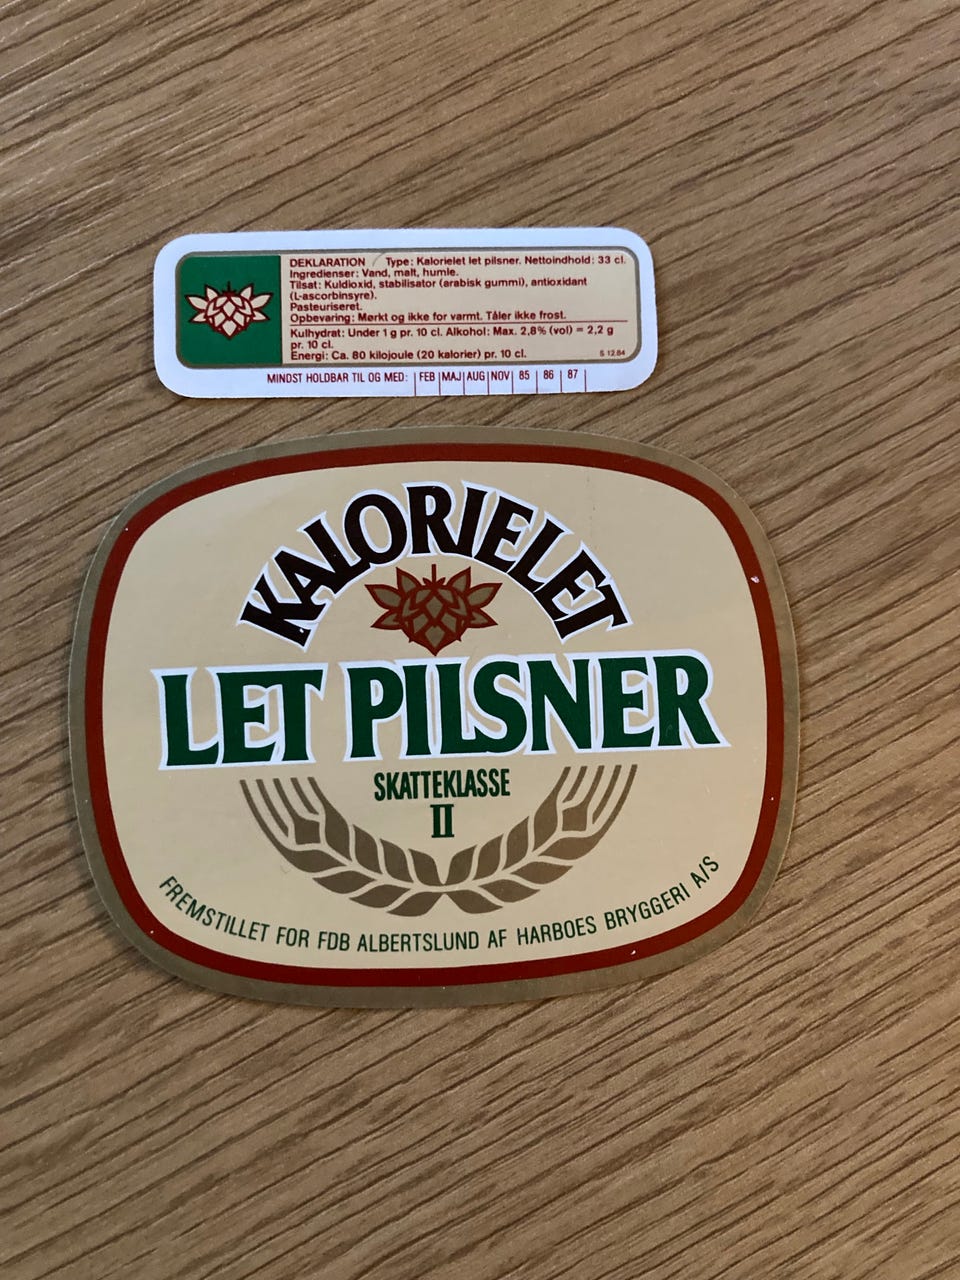 DEKLARATION Type: Kalorielet let pilsner. Nettoindhold: 33 cl.
Ingredienser: Vand, malt, humle.
Tilsat: Kuldioxid, stabilisator (arabisk gummi), antioxidant
(L-ascorbinsyre).
Pasteuriseret.
Opbevaring: Mørkt og ikke for varmt. Tåler ikke frost.
Kulhydrat: Under 1 g pr. 10 cl. Alkohol: Max. 2,8% (vol) = 2,2 g
pr. 10 cl.
Energi: Ca. 80 kilojoule (20 kalorier) pr. 10 cl. S 12.84
MINDST HOLDBAR TIL OG MED: FEB MAJ AUG NOV 85 86 87
KALORIELET
LET PILSNER
SKATTEKLASSE
II
FREMSTILLET FOR FDB ALBERTSLUND AF HARBOES BRYGGERI A/S